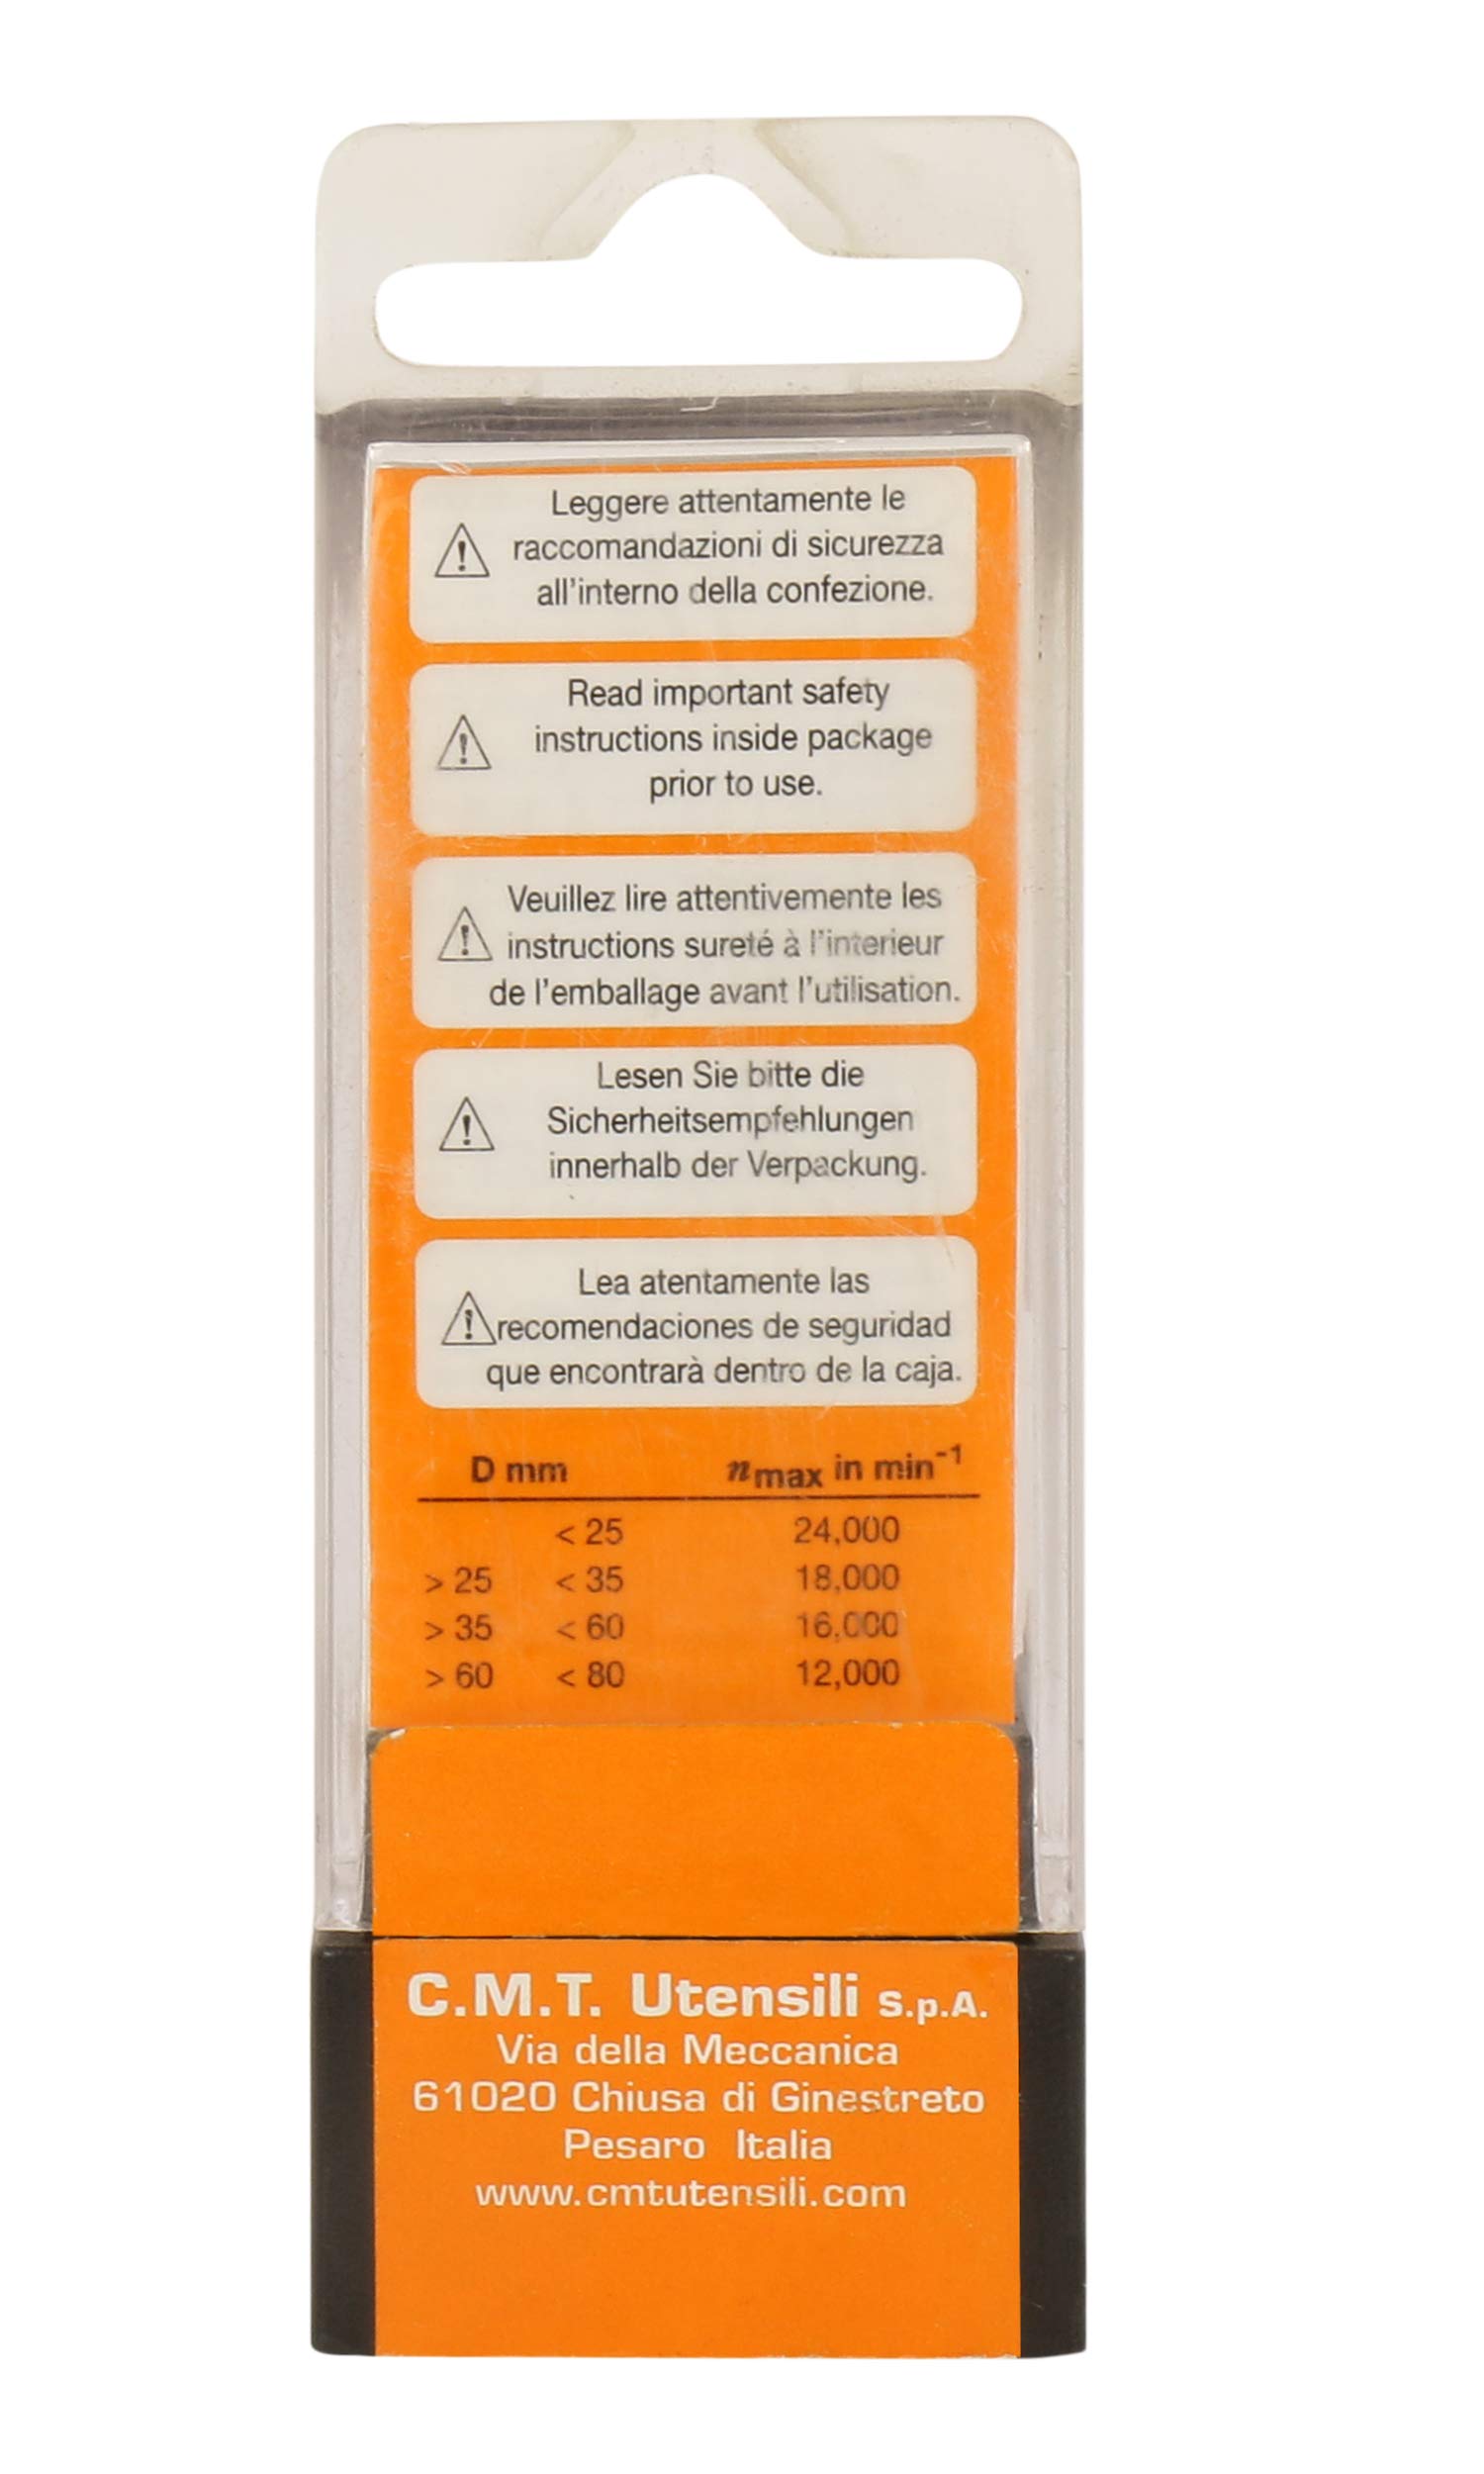 Leggere attentamente le
raccomandazioni di sicurezza
all'interno della confezione.
Read important safety
instructions inside package
prior to use.
Veuillez lire attentivemente les
instructions sureté à l'interieur
de l'emballage avant l'utilisation.
Lesen Sie bitte die
Sicherheitsempfehlungen
innerhalb der Verpackung.
Lea atentamente las
recomendaciones de seguridad
que encontrarà dentro de la caja.
D mm nmax in min⁻¹
< 25 24,000
> 25 < 35 18,000
> 35 < 60 16,000
> 60 < 80 12,000
C.M.T. Utensili s.p.A.
Via della Meccanica
61020 Chiusa di Ginestreto
Pesaro Italia
www.cmtutensili.com